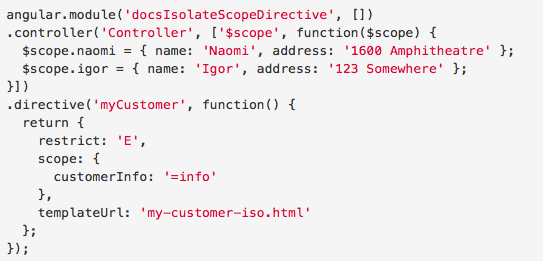 angular.module('docsIsolateScopeDirective', [])
.controller('Controller', ['$scope', function($scope) {
  $scope.naomi = { name: 'Naomi', address: '1600 Amphitheatre' };
  $scope.igor = { name: 'Igor', address: '123 Somewhere' };
}])
.directive('myCustomer', function() {
  return {
    restrict: 'E',
    scope: {
      customerInfo: '=info'
    },
    templateUrl: 'my-customer-iso.html'
  };
});